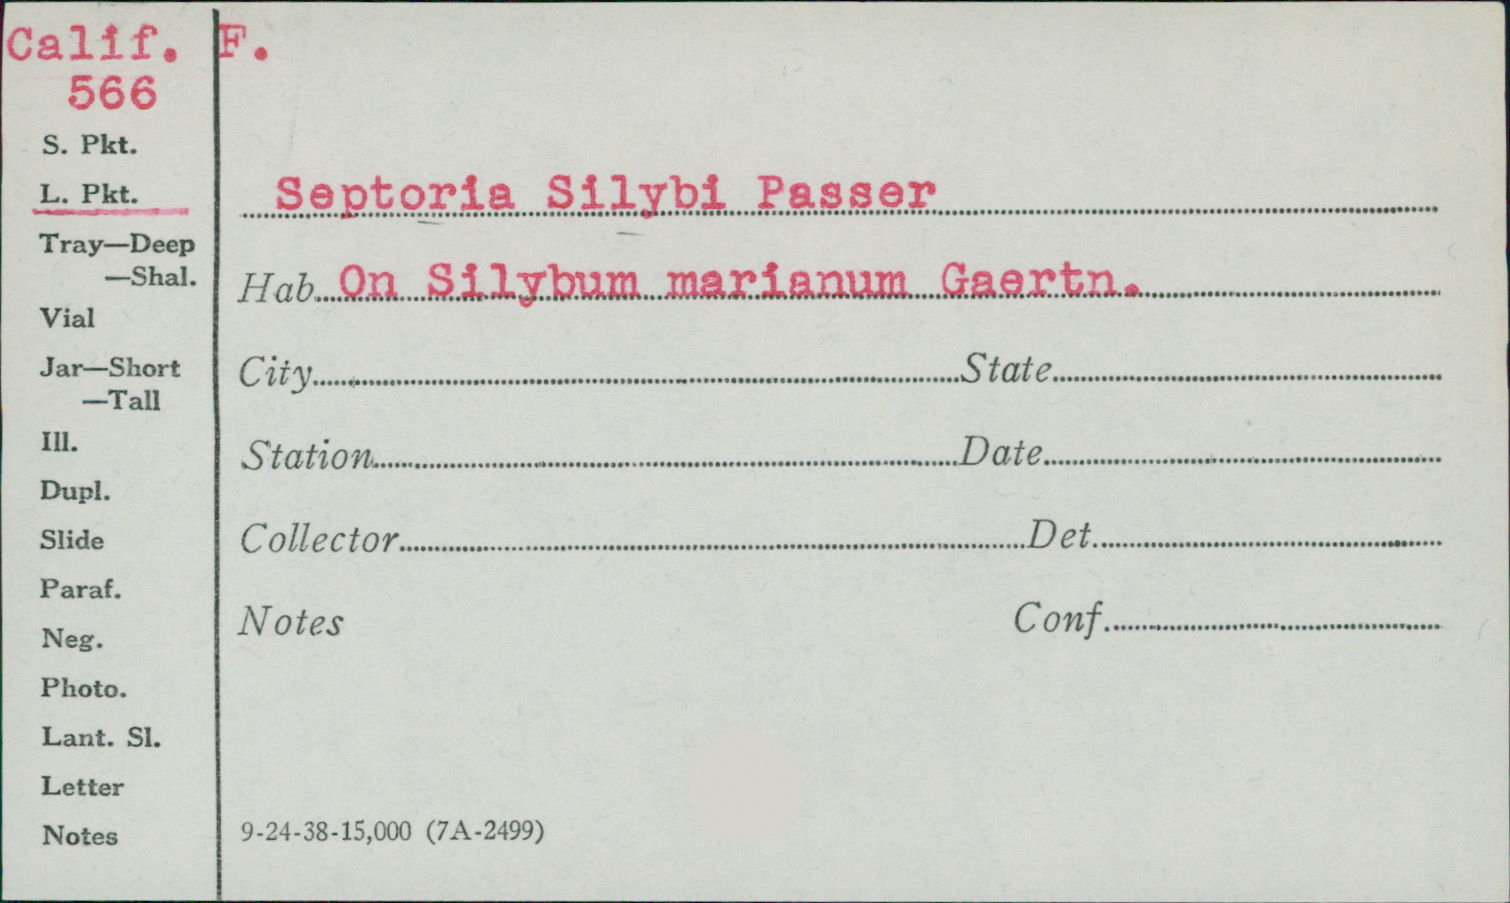 Calif. F.
566
S. Pkt.
L. Pkt.
Tray—Deep
—Shal.
Vial
Jar—Short
—Tall
Ill.
Dupl.
Slide
Paraf.
Neg.
Photo.
Lant. Sl.
Letter
Notes
Septoria Silybi Passer
Hab. On Silybum marianum Gaertn.
City State
Station Date
Collector Det.
Notes Conf.
9-24-38-15,000 (7A-2499)